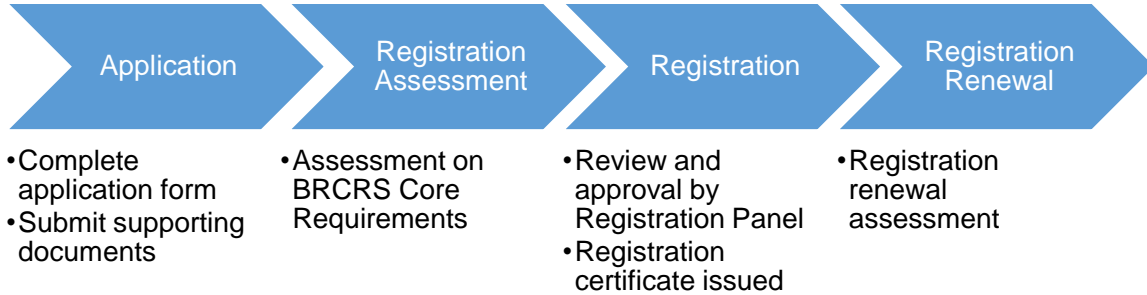 Application
Registration
Assessment
Registration
Registration
Renewal
•Complete
application form
•Submit supporting
documents
•Assessment on
BRCRS Core
Requirements
•Review and
approval by
Registration Panel
•Registration
certificate issued
•Registration
renewal
assessment